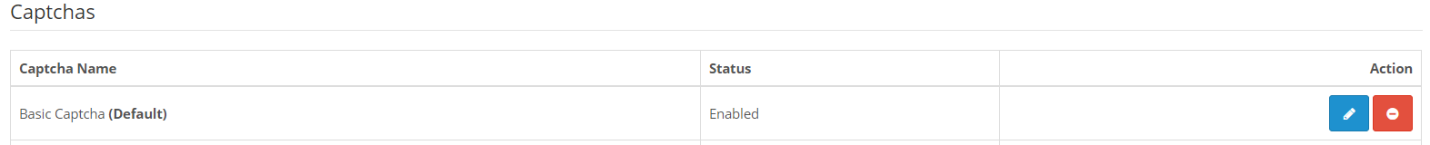 Captchas
Captcha Name Status Action
Basic Captcha (Default) Enabled